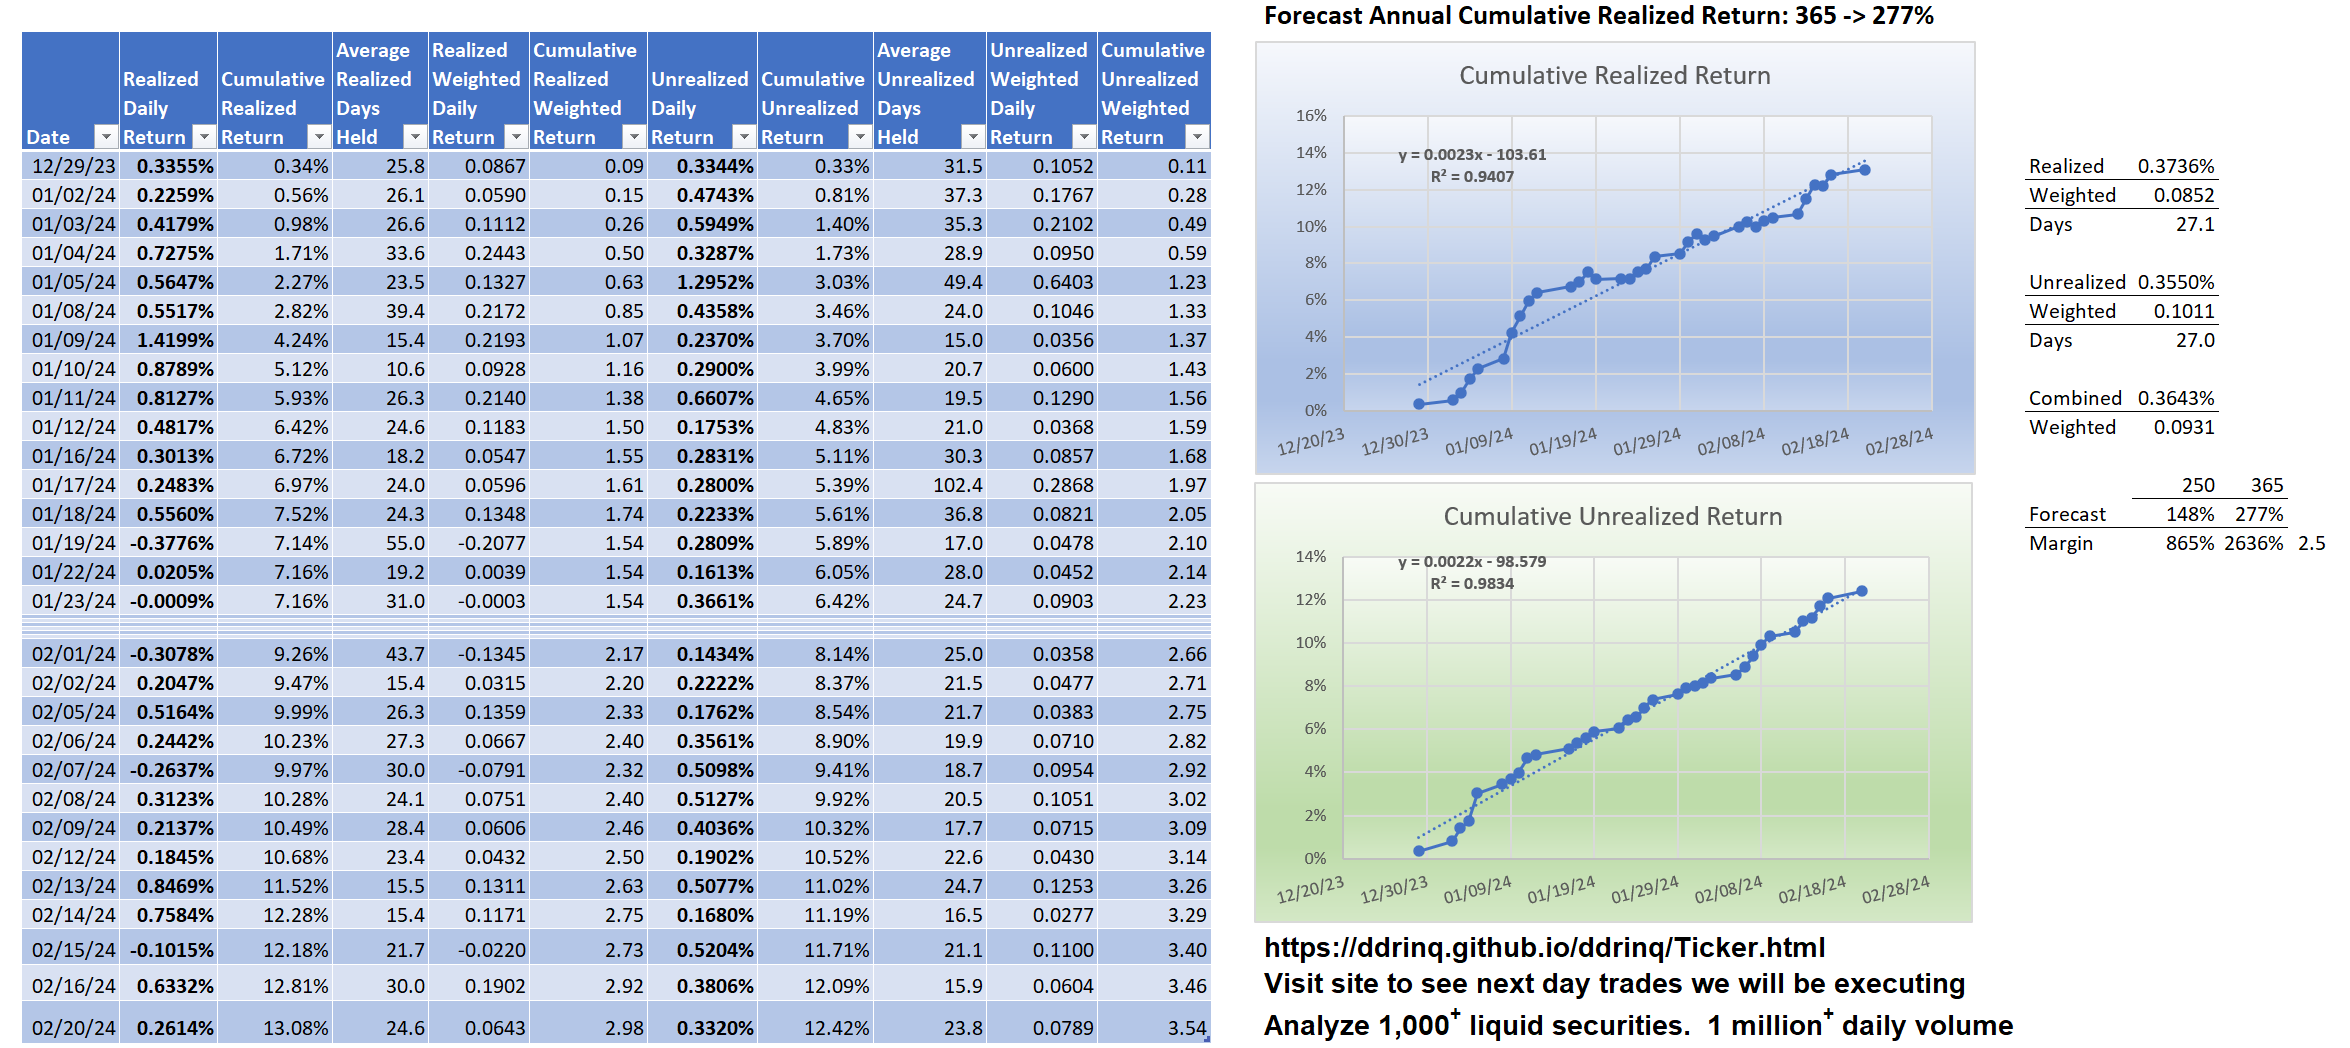 Forecast Annual Cumulative Realized Return: 365 -> 277%
Date Realized Daily Return Cumulative Realized Return Average Realized Days Held Realized Weighted Daily Return Cumulative Realized Weighted Return Unrealized Daily Return Cumulative Unrealized Return Average Unrealized Days Held Unrealized Weighted Daily Return Cumulative Unrealized Weighted Return
12/29/23 0.3355% 0.34% 25.8 0.0867 0.09 0.3344% 0.33% 31.5 0.1052 0.11
01/02/24 0.2259% 0.56% 26.1 0.0590 0.15 0.4743% 0.81% 37.3 0.1767 0.28
01/03/24 0.4179% 0.98% 26.6 0.1112 0.26 0.5949% 1.40% 35.3 0.2102 0.49
01/04/24 0.7275% 1.71% 33.6 0.2443 0.50 0.3287% 1.73% 28.9 0.0950 0.59
01/05/24 0.5647% 2.27% 23.5 0.1327 0.63 1.2952% 3.03% 49.4 0.6403 1.23
01/08/24 0.5517% 2.82% 39.4 0.2172 0.85 0.4358% 3.46% 24.0 0.1046 1.33
01/09/24 1.4199% 4.24% 15.4 0.2193 1.07 0.2370% 3.70% 15.0 0.0356 1.37
01/10/24 0.8789% 5.12% 10.6 0.0928 1.16 0.2900% 3.99% 20.7 0.0600 1.43
01/11/24 0.8127% 5.93% 26.3 0.2140 1.38 0.6607% 4.65% 19.5 0.1290 1.56
01/12/24 0.4817% 6.42% 24.6 0.1183 1.50 0.1753% 4.83% 21.0 0.0368 1.59
01/16/24 0.3013% 6.72% 18.2 0.0547 1.55 0.2831% 5.11% 30.3 0.0857 1.68
01/17/24 0.2483% 6.97% 24.0 0.0596 1.61 0.2800% 5.39% 102.4 0.2868 1.97
01/18/24 0.5560% 7.52% 24.3 0.1348 1.74 0.2233% 5.61% 36.8 0.0821 2.05
01/19/24 -0.3776% 7.14% 55.0 -0.2077 1.54 0.2809% 5.89% 17.0 0.0478 2.10
01/22/24 0.0205% 7.16% 19.2 0.0039 1.54 0.1613% 6.05% 28.0 0.0452 2.14
01/23/24 -0.0009% 7.16% 31.0 -0.0003 1.54 0.3661% 6.42% 24.7 0.0903 2.23
02/01/24 -0.3078% 9.26% 43.7 -0.1345 2.17 0.1434% 8.14% 25.0 0.0358 2.66
02/02/24 0.2047% 9.47% 15.4 0.0315 2.20 0.2222% 8.37% 21.5 0.0477 2.71
02/05/24 0.5164% 9.99% 26.3 0.1359 2.33 0.1762% 8.54% 21.7 0.0383 2.75
02/06/24 0.2442% 10.23% 27.3 0.0667 2.40 0.3561% 8.90% 19.9 0.0710 2.82
02/07/24 -0.2637% 9.97% 30.0 -0.0791 2.32 0.5098% 9.41% 18.7 0.0954 2.92
02/08/24 0.3123% 10.28% 24.1 0.0751 2.40 0.5127% 9.92% 20.5 0.1051 3.02
02/09/24 0.2137% 10.49% 28.4 0.0606 2.46 0.4036% 10.32% 17.7 0.0715 3.09
02/12/24 0.1845% 10.68% 23.4 0.0432 2.50 0.1902% 10.52% 22.6 0.0430 3.14
02/13/24 0.8469% 11.52% 15.5 0.1311 2.63 0.5077% 11.02% 24.7 0.1253 3.26
02/14/24 0.7584% 12.28% 15.4 0.1171 2.75 0.1680% 11.19% 16.5 0.0277 3.29
02/15/24 -0.1015% 12.18% 21.7 -0.0220 2.73 0.5204% 11.71% 21.1 0.1100 3.40
02/16/24 0.6332% 12.81% 30.0 0.1902 2.92 0.3806% 12.09% 15.9 0.0604 3.46
02/20/24 0.2614% 13.08% 24.6 0.0643 2.98 0.3320% 12.42% 23.8 0.0789 3.54
Cumulative Realized Return
y = 0.0023x - 103.61
R² = 0.9407
16%
14%
12%
10%
8%
6%
4%
2%
0%
12/20/23 12/30/23 01/09/24 01/19/24 01/29/24 02/08/24 02/18/24 02/28/24
Cumulative Unrealized Return
y = 0.0022x - 98.579
R² = 0.9834
14%
12%
10%
8%
6%
4%
2%
0%
12/20/23 12/30/23 01/09/24 01/19/24 01/29/24 02/08/24 02/18/24 02/28/24
Realized 0.3736%
Weighted 0.0852
Days 27.1
Unrealized 0.3550%
Weighted 0.1011
Days 27.0
Combined 0.3643%
Weighted 0.0931
250 365
Forecast 148% 277%
Margin 865% 2636% 2.5
https://ddrinq.github.io/ddrinq/Ticker.html
Visit site to see next day trades we will be executing
Analyze 1,000+ liquid securities. 1 million+ daily volume